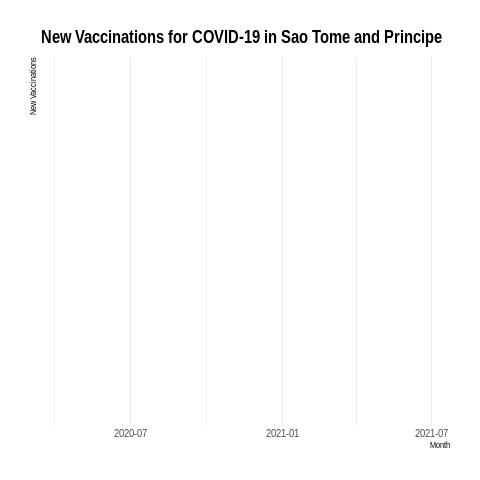 New Vaccinations for COVID-19 in Sao Tome and Principe
New Vaccinations
2020-07
2021-01
2021-07
Month